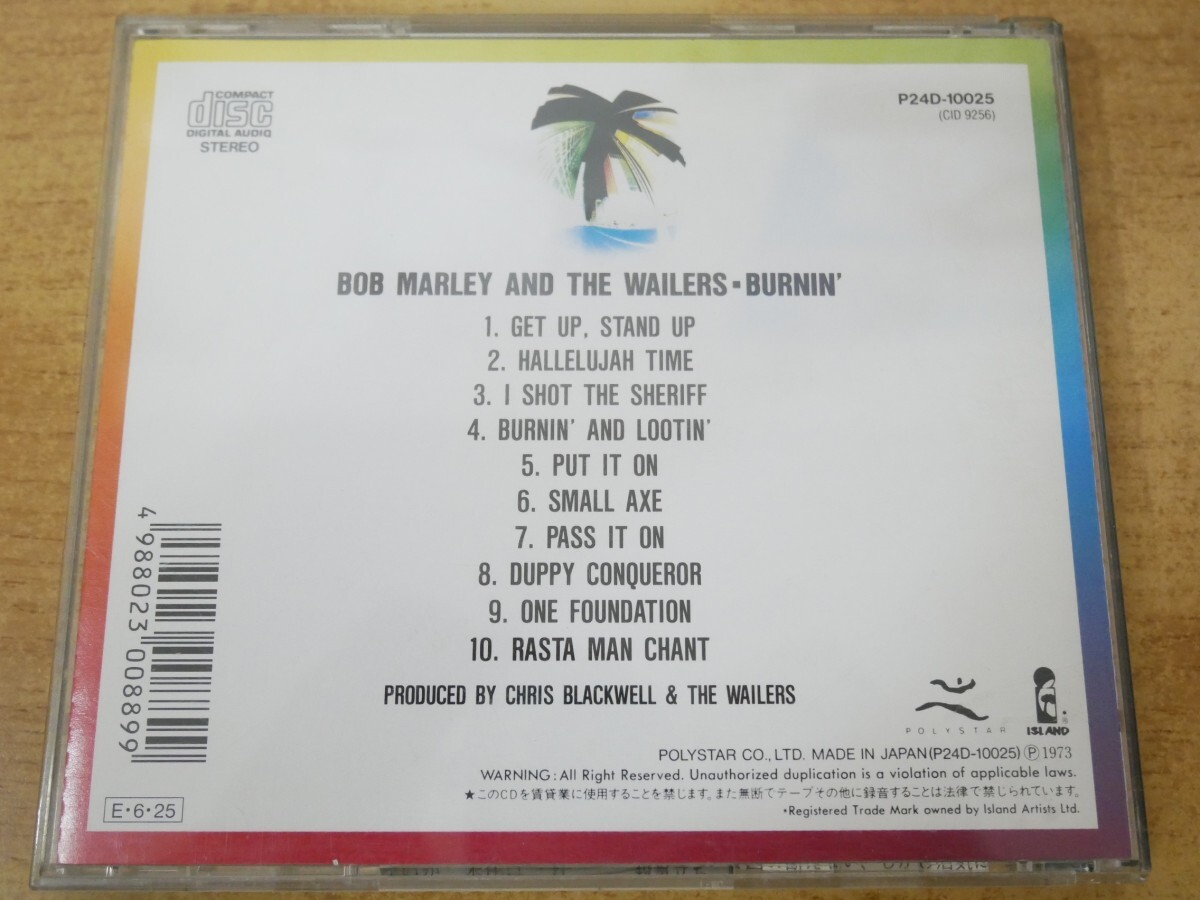 COMPACT
disc
DIGITAL AUDIO
STEREO
P24D-10025
(CID 9256)
BOB MARLEY AND THE WAILERS▪BURNIN'
1. GET UP, STAND UP
2. HALLELUJAH TIME
3. I SHOT THE SHERIFF
4. BURNIN' AND LOOTIN'
5. PUT IT ON
6. SMALL AXE
7. PASS IT ON
8. DUPPY CONQUEROR
9. ONE FOUNDATION
10. RASTA MAN CHANT
PRODUCED BY CHRIS BLACKWELL & THE WAILERS
4 988023 008899
POLYSTAR
ISLAND ®
POLYSTAR CO., LTD. MADE IN JAPAN(P24D-10025) Ⓟ 1973
WARNING: All Right Reserved. Unauthorized duplication is a violation of applicable laws.
★このCDを賃貸業に使用することを禁じます。また無断でテープその他に録音することは法律で禁じられています。
•Registered Trade Mark owned by Island Artists Ltd.
E・6・25